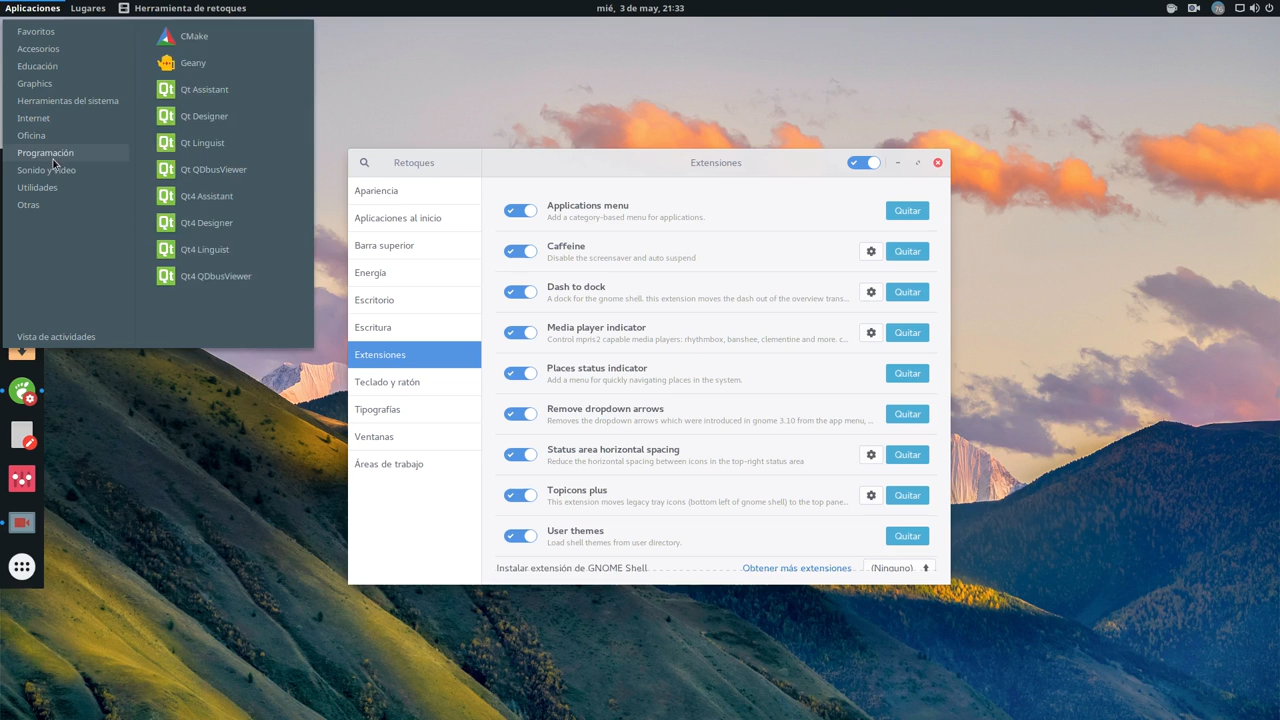 Aplicaciones
Lugares
Herramienta de retoques
mié, 3 de may, 21:33
76
Favoritos
Accesorios
Educación
Graphics
Herramientas del sistema
Internet
Oficina
Programación
Sonido y vídeo
Utilidades
Otras
Vista de actividades
CMake
Geany
Qt Assistant
Qt Designer
Qt Linguist
Qt QDbusViewer
Qt4 Assistant
Qt4 Designer
Qt4 Linguist
Qt4 QDbusViewer
Retoques
Extensiones
Apariencia
Aplicaciones al inicio
Barra superior
Energía
Escritorio
Escritura
Extensiones
Teclado y ratón
Tipografías
Ventanas
Áreas de trabajo
Applications menu
Add a category-based menu for applications.
Quitar
Caffeine
Disable the screensaver and auto suspend
Quitar
Dash to dock
A dock for the gnome shell. this extension moves the dash out of the overview trans...
Quitar
Media player indicator
Control mpris2 capable media players: rhythmbox, banshee, clementine and more. c...
Quitar
Places status indicator
Add a menu for quickly navigating places in the system.
Quitar
Remove dropdown arrows
Removes the dropdown arrows which were introduced in gnome 3.10 from the app menu, ...
Quitar
Status area horizontal spacing
Reduce the horizontal spacing between icons in the top-right status area
Quitar
Topicons plus
This extension moves legacy tray icons (bottom left of gnome shell) to the top pane...
Quitar
User themes
Load shell themes from user directory.
Quitar
Instalar extensión de GNOME Shell
Obtener más extensiones
(Ninguno)